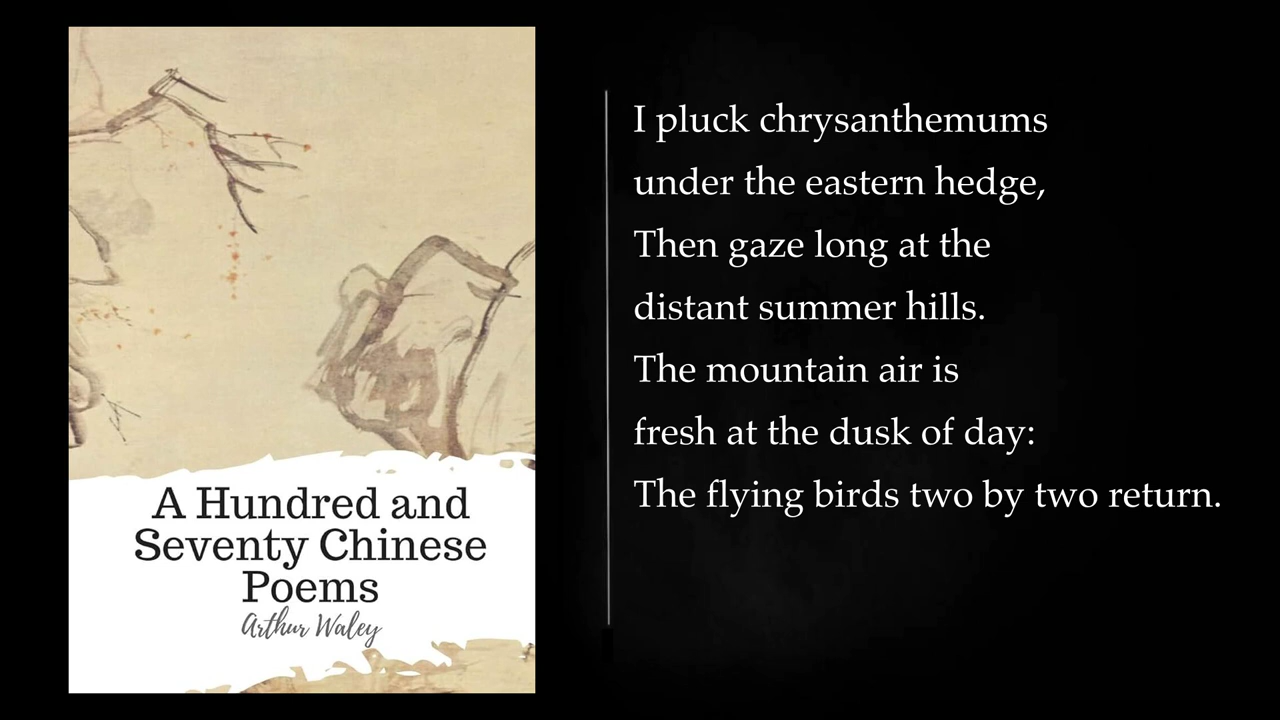 A Hundred and
Seventy Chinese
Poems
Arthur Waley
I pluck chrysanthemums
under the eastern hedge,
Then gaze long at the
distant summer hills.
The mountain air is
fresh at the dusk of day:
The flying birds two by two return.